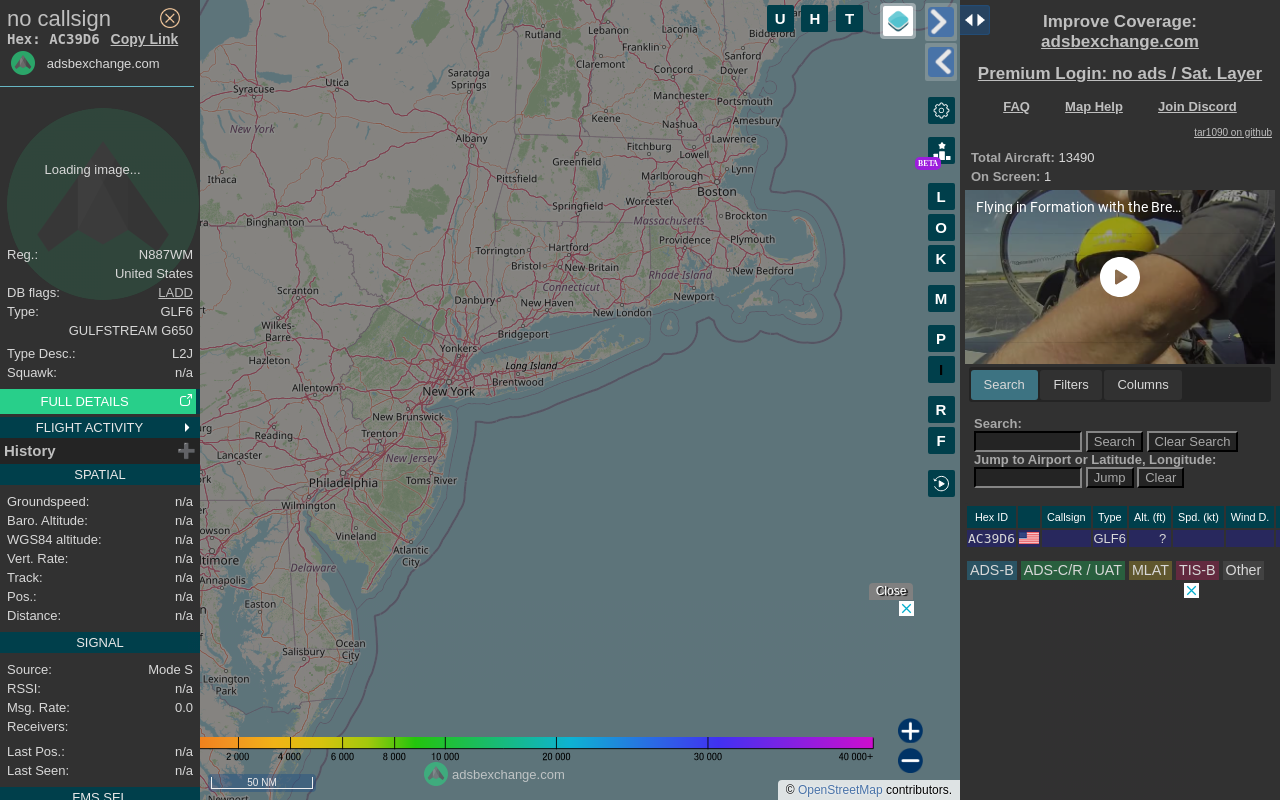 no callsign
Hex: AC39D6 Copy Link
adsbexchange.com
Loading image...
Reg.: N887WM
United States
DB flags: LADD
Type: GLF6
GULFSTREAM G650
Type Desc.: L2J
Squawk: n/a
FULL DETAILS
FLIGHT ACTIVITY
History
SPATIAL
Groundspeed: n/a
Baro. Altitude: n/a
WGS84 altitude: n/a
Vert. Rate: n/a
Track: n/a
Pos.: n/a
Distance: n/a
SIGNAL
Source: Mode S
RSSI: n/a
Msg. Rate: 0.0
Receivers:
Last Pos.: n/a
Last Seen: n/a
FMS SEL
U H T
Rutland
Lebanon
Laconia
Biddeford
Franklin
Sanford
Claremont
Concord
Dover
Saratoga
Springs
Utica
Syracuse
Manchester
Portsmouth
Keene
Amesbury
Nashua
New York
Albany
Lawrence
Fitchburg
Lowell
Greenfield
Lynn
Ithaca
Pittsfield
Marlborough
Boston
Worcester
Springfield
Binghamton
Massachusetts
Brockton
Torrington
Hartford
Providence
Plymouth
Bristol
New Britain
Rhode Island
New Bedford
Connecticut
Scranton
Danbury
New Haven
Newport
New London
Wilkes-
Barre
Bridgeport
Yonkers
Hazleton
Long Island
Brentwood
Allentown
New York
New Brunswick
Reading
Trenton
Lancaster
New Jersey
Philadelphia
Toms River
Wilmington
Vineland
Atlantic
City
Delaware
Annapolis
Easton
Ocean
City
Salisbury
Lexington
Park
BETA
L
O
K
M
P
I
R
F
Close
2 000 4 000 6 000 8 000 10 000 20 000 30 000 40 000+
adsbexchange.com
50 NM
© OpenStreetMap contributors.
Improve Coverage:
adsbexchange.com
Premium Login: no ads / Sat. Layer
FAQ Map Help Join Discord
tar1090 on github
Total Aircraft: 13490
On Screen: 1
Flying in Formation with the Bre...
Search Filters Columns
Search:
Search Clear Search
Jump to Airport or Latitude, Longitude:
Jump Clear
Hex ID Callsign Type Alt. (ft) Spd. (kt) Wind D.
AC39D6 GLF6 ?
ADS-B ADS-C/R / UAT MLAT TIS-B Other